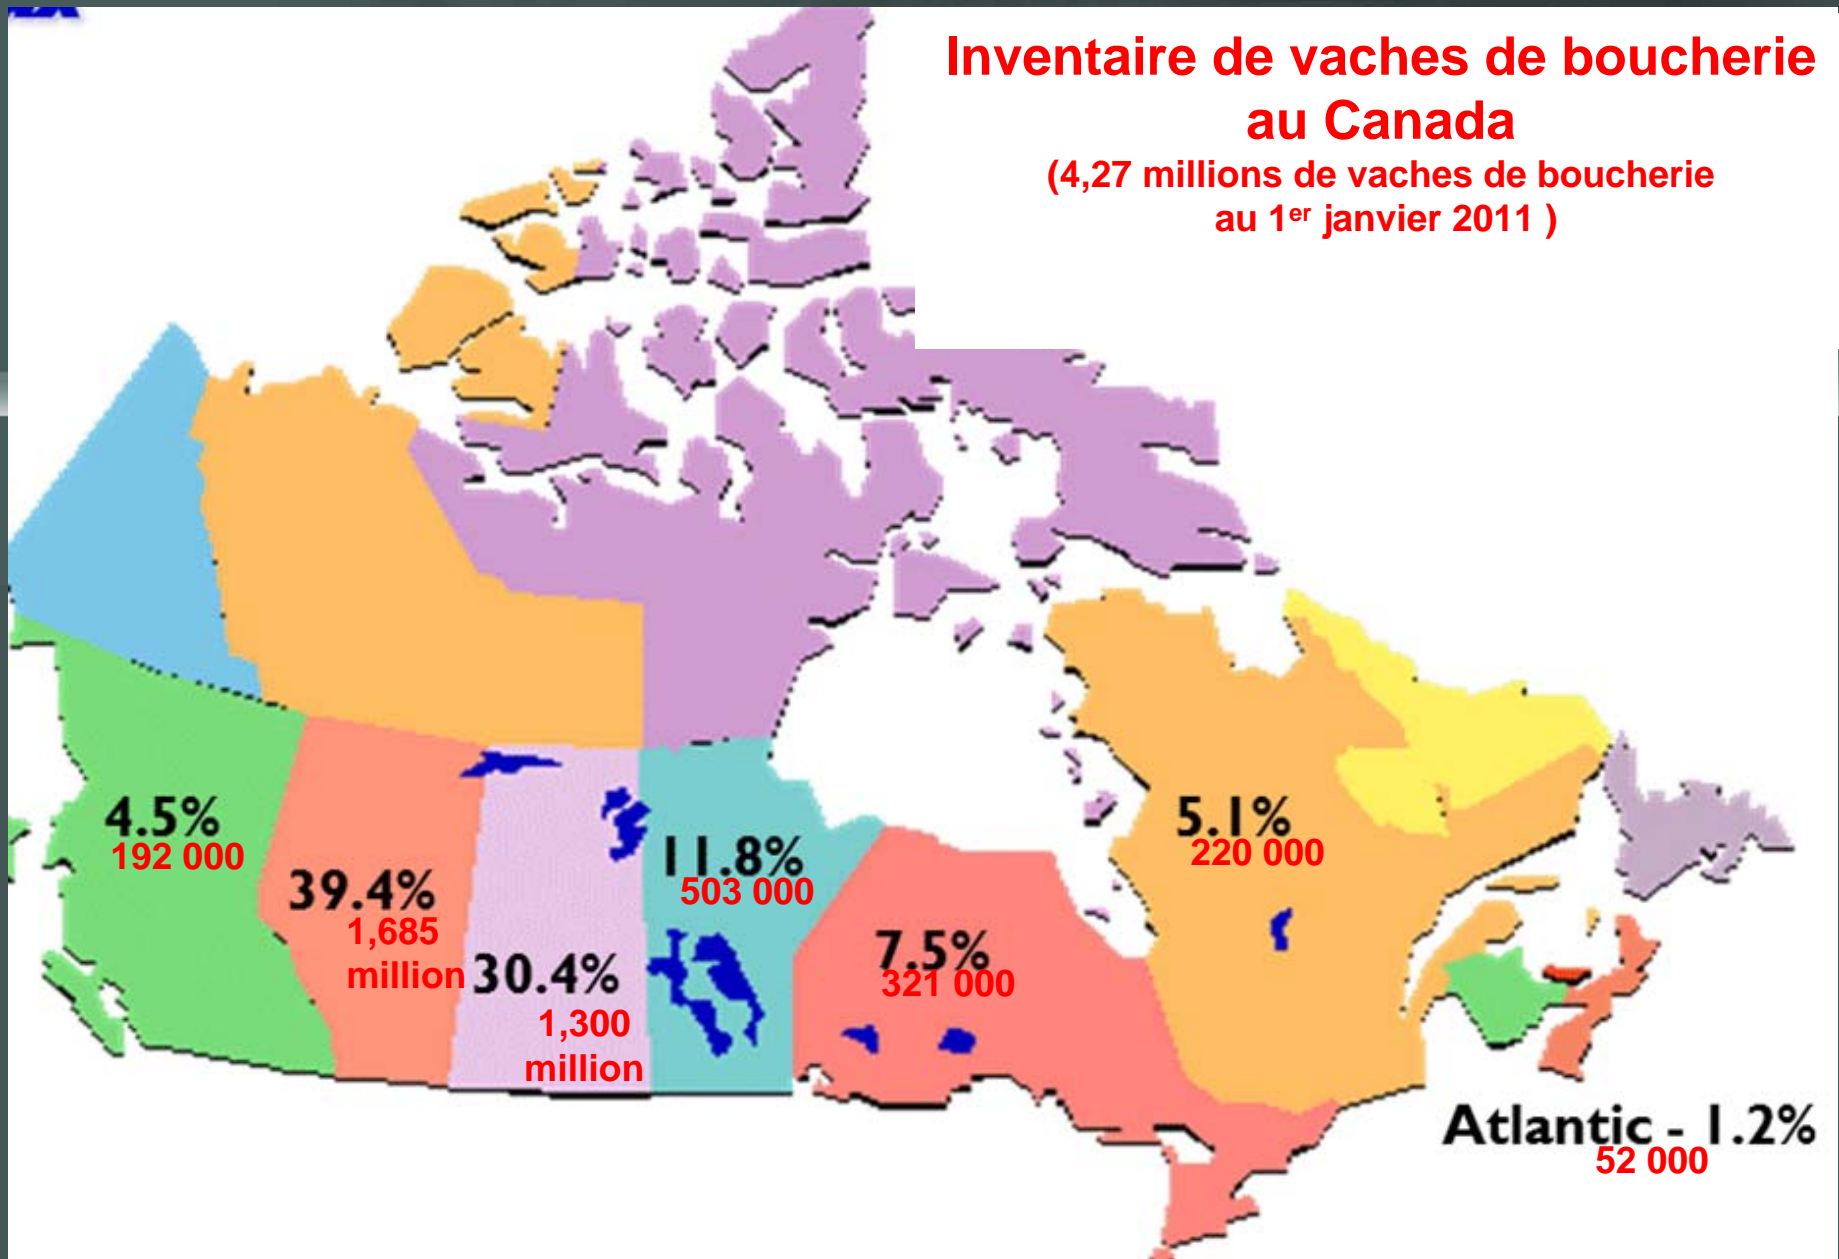 Inventaire de vaches de boucherie
au Canada
(4,27 millions de vaches de boucherie
au 1er janvier 2011 )
4.5%
192 000
39.4%
1,685
million
30.4%
1,300
million
11.8%
503 000
7.5%
321 000
5.1%
220 000
Atlantic - 1.2%
52 000